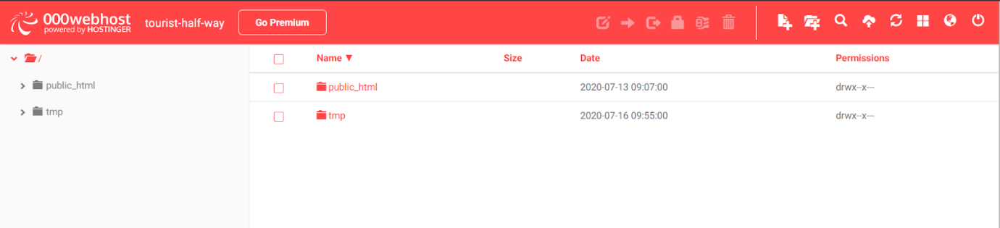 000webhost
powered by HOSTINGER
tourist-half-way
Go Premium
/
public_html
tmp
Name ▼ Size Date Permissions
public_html 2020-07-13 09:07:00 drwx--x---
tmp 2020-07-16 09:55:00 drwx--x---